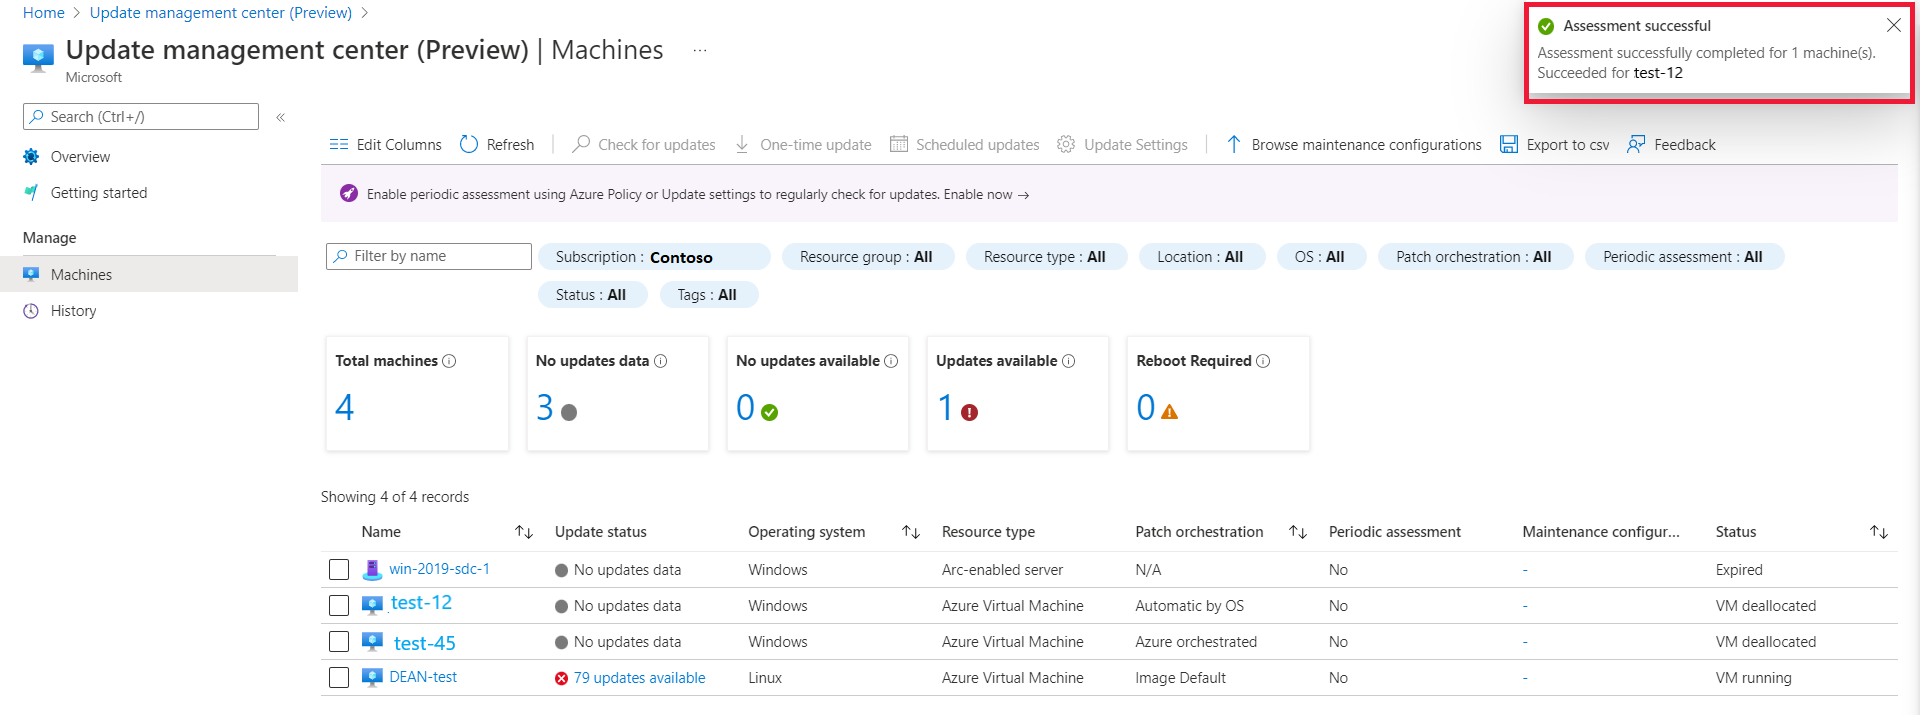 Home > Update management center (Preview) >
Update management center (Preview) | Machines ...
Microsoft
Assessment successful
Assessment successfully completed for 1 machine(s).
Succeeded for test-12
Search (Ctrl+/) «
Overview
Getting started
Manage
Machines
History
Edit Columns Refresh Check for updates One-time update Scheduled updates Update Settings Browse maintenance configurations Export to csv Feedback
Enable periodic assessment using Azure Policy or Update settings to regularly check for updates. Enable now →
Filter by name Subscription : Contoso Resource group : All Resource type : All Location : All OS : All Patch orchestration : All Periodic assessment : All
Status : All Tags : All
Total machines No updates data No updates available Updates available Reboot Required
4 3 0 1 0
Showing 4 of 4 records
Name Update status Operating system Resource type Patch orchestration Periodic assessment Maintenance configur... Status
win-2019-sdc-1 No updates data Windows Arc-enabled server N/A No - Expired
test-12 No updates data Windows Azure Virtual Machine Automatic by OS No - VM deallocated
test-45 No updates data Windows Azure Virtual Machine Azure orchestrated No - VM deallocated
DEAN-test 79 updates available Linux Azure Virtual Machine Image Default No - VM running